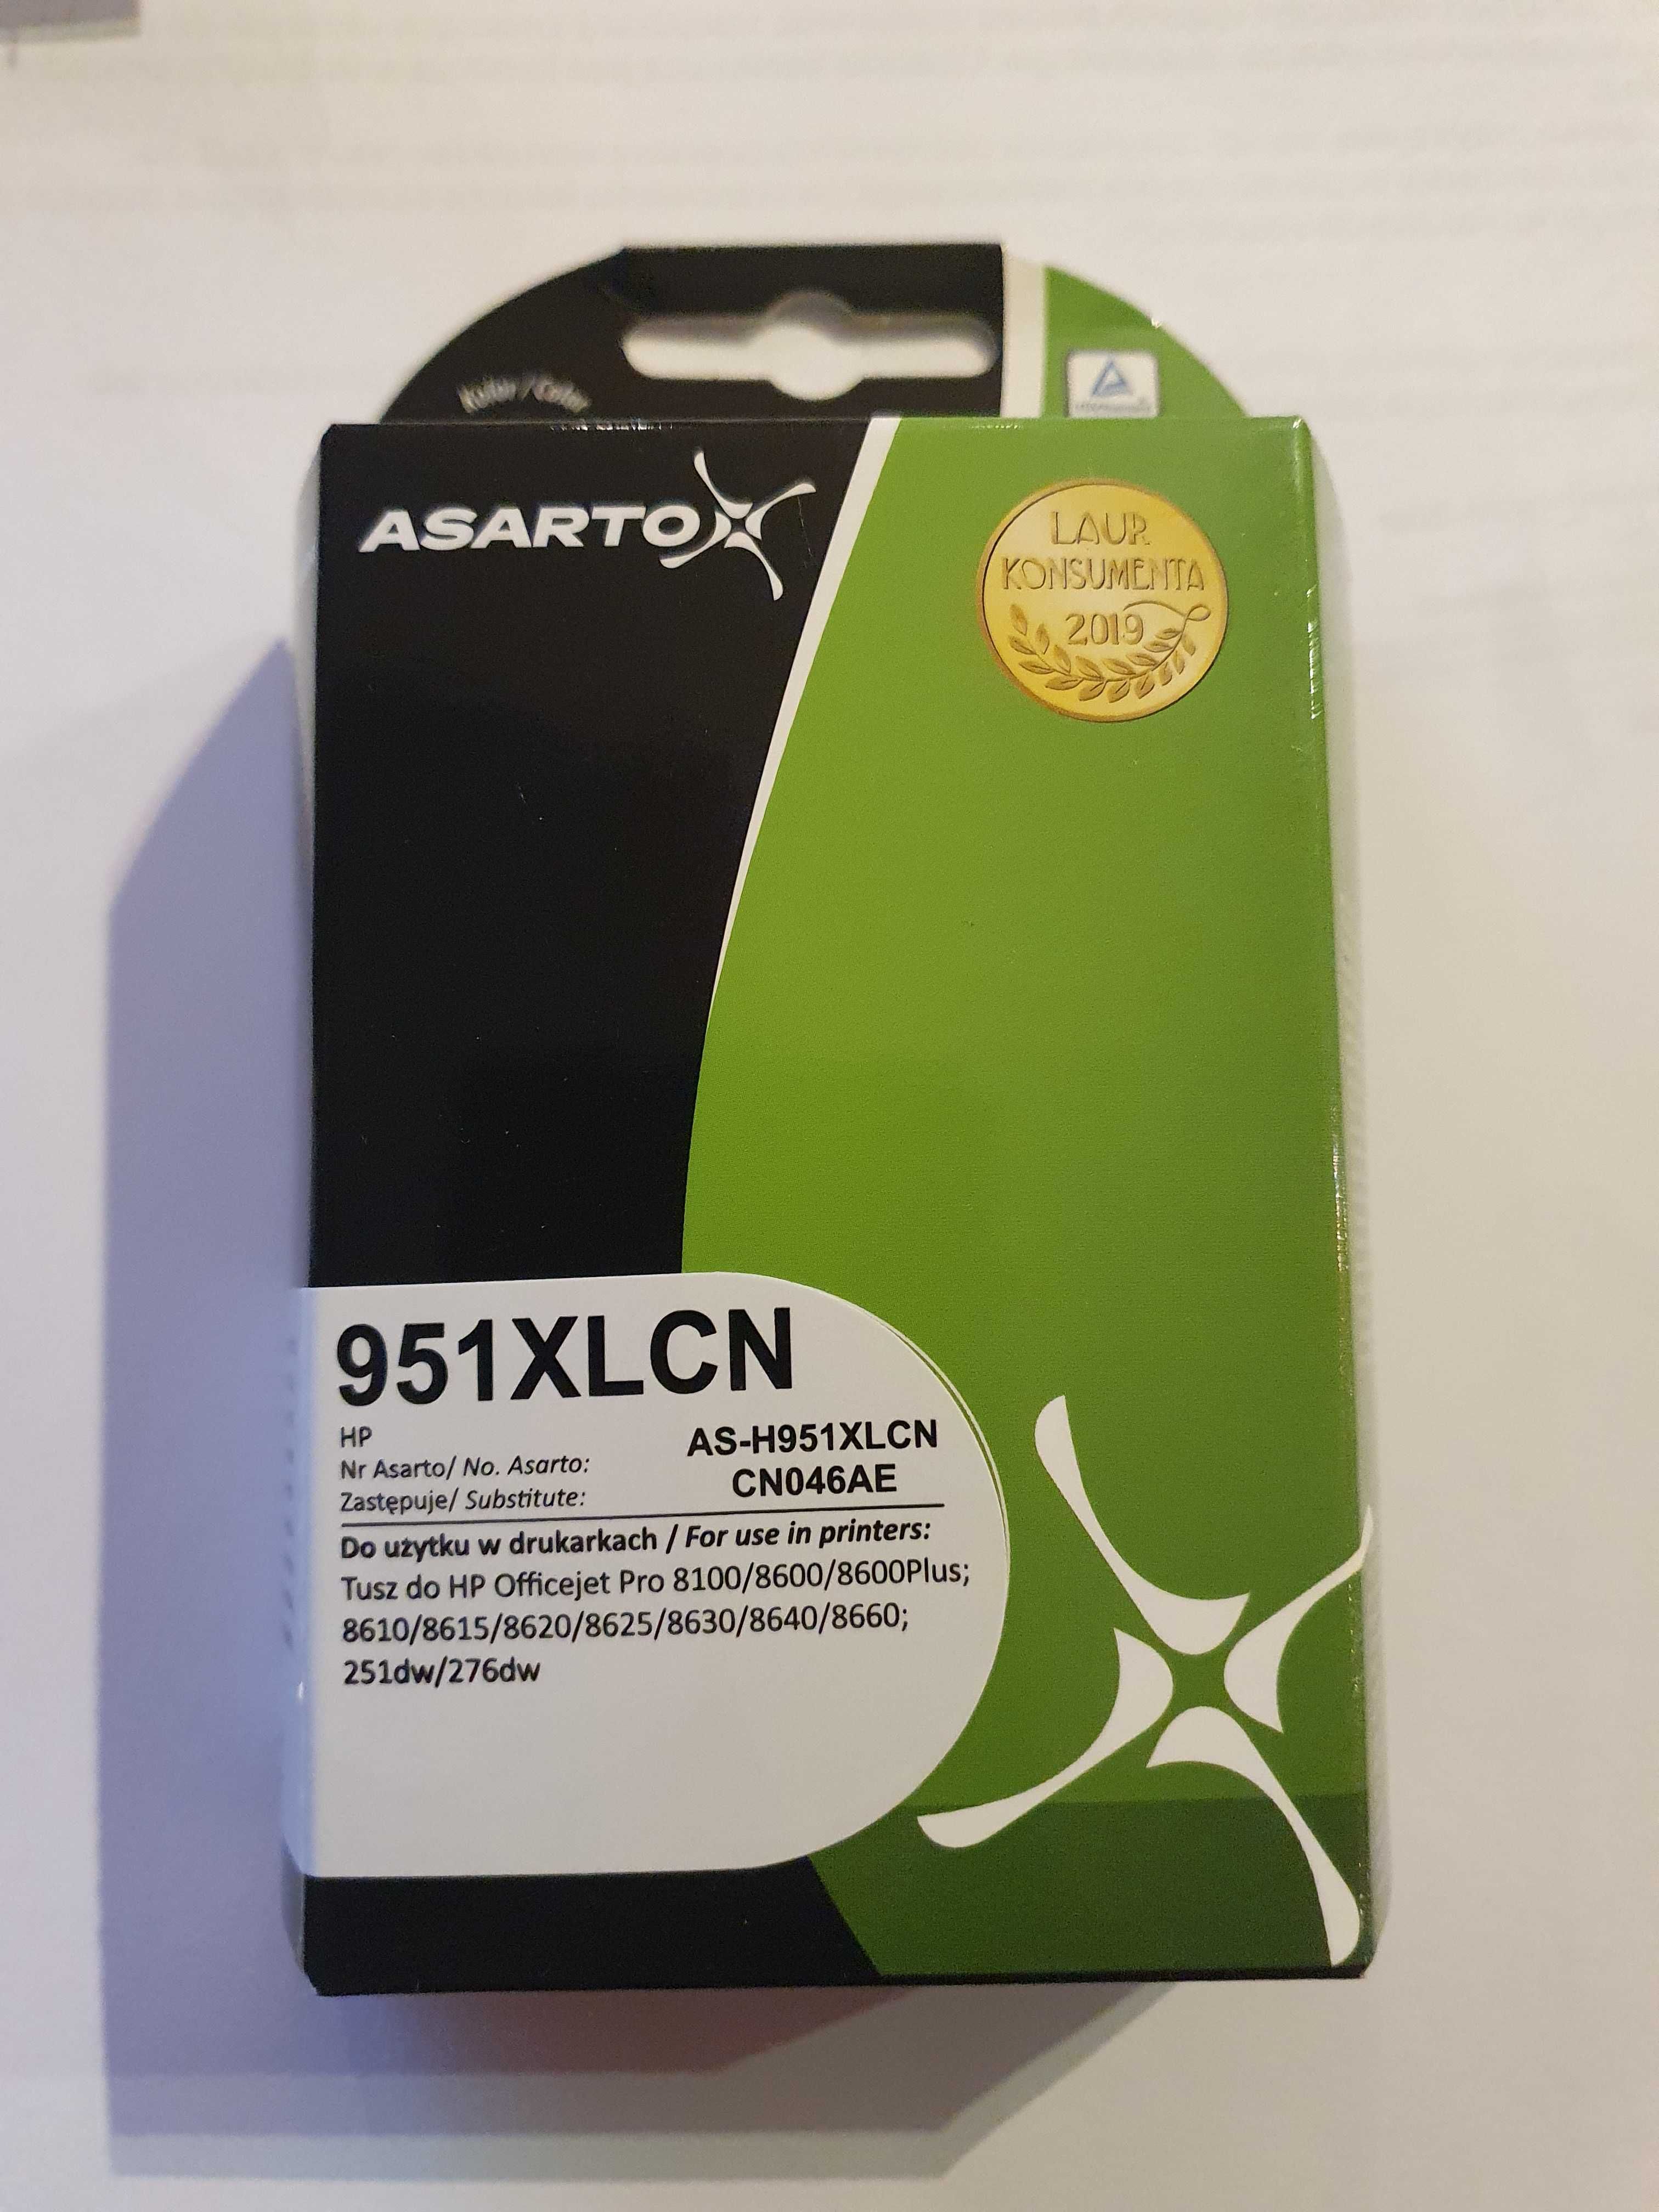 Kolor / Color
ASARTO
LAUR
KONSUMENTA
2019
951XLCN
HP
Nr Asarto/ No. Asarto: AS-H951XLCN
Zastępuje/ Substitute: CN046AE
Do użytku w drukarkach / For use in printers:
Tusz do HP Officejet Pro 8100/8600/8600Plus;
8610/8615/8620/8625/8630/8640/8660;
251dw/276dw